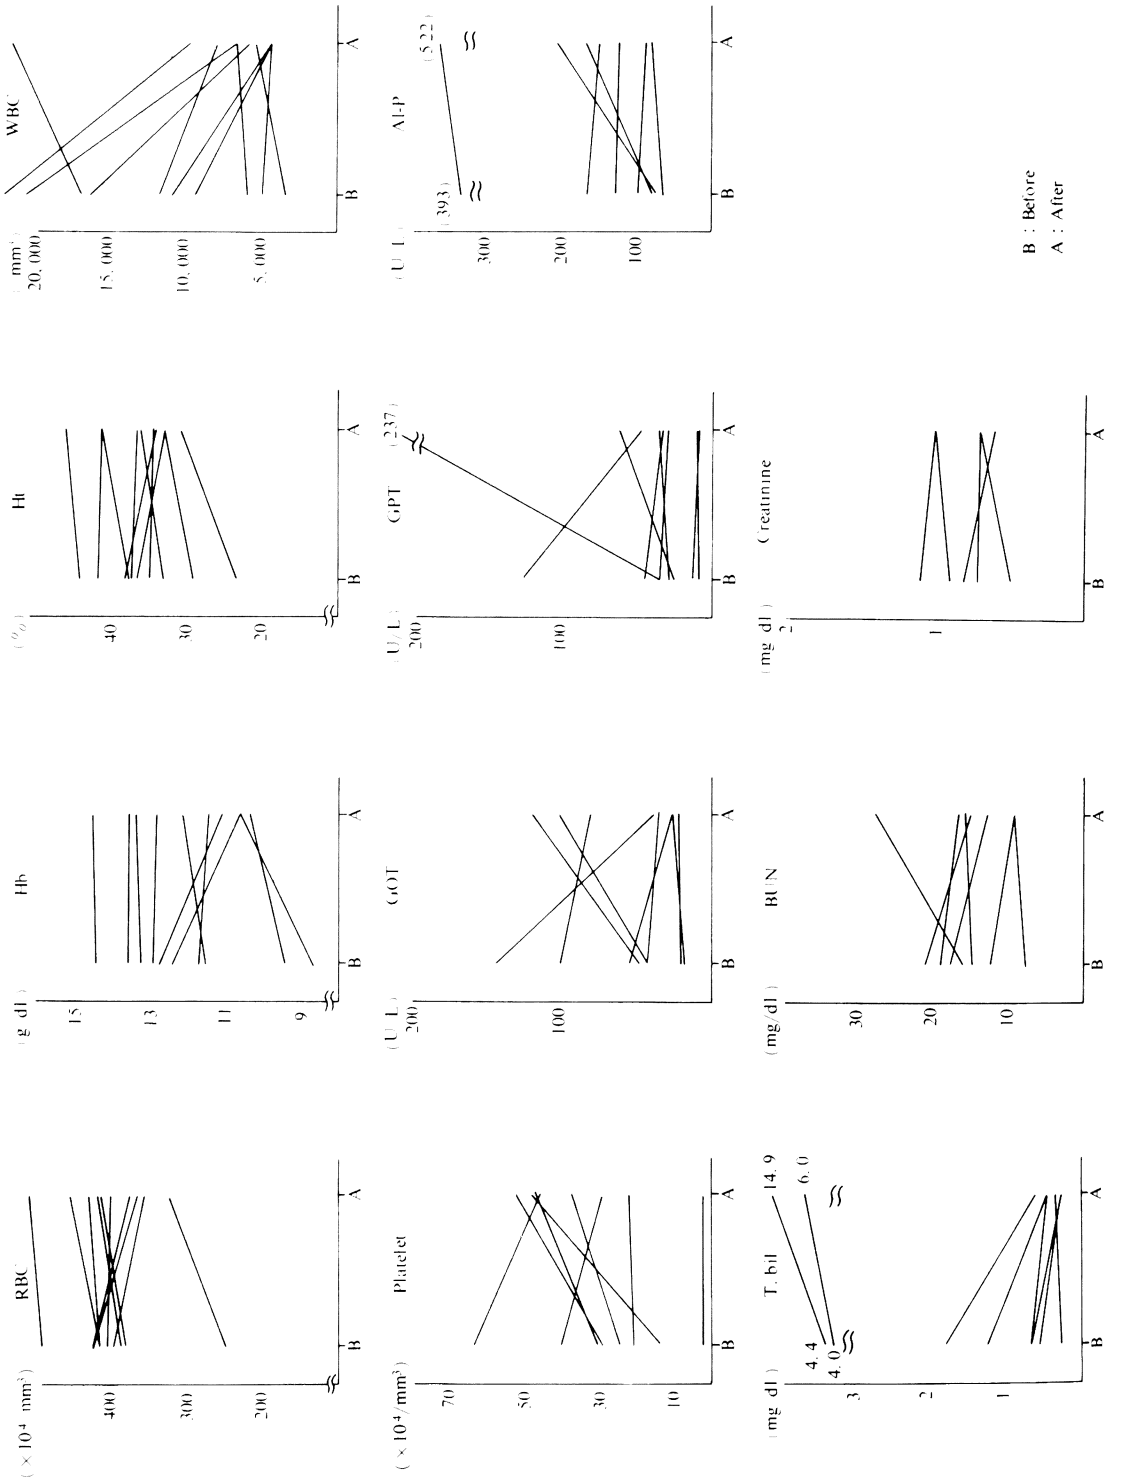 RBC
(×10⁴ mm³)
400
200
B
A
Hb
g dl
15
13
11
9
B
A
Ht
(%)
40
30
20
B
A
WBC
mm³
20,000
15,000
10,000
5,000
B
A
Platelet
(×10⁴/mm³)
70
50
30
10
B
A
GOT
(U L)
200
100
B
A
GPT
U/L)
200
100
(237)
B
A
Al-P
(U L)
300
200
100
(393)
(522)
B
A
T. bil
(mg dl)
3
2
1
4.4
4.0
14.9
6.0
B
A
BUN
(mg/dl)
30
20
10
B
A
Creatinine
(mg dl)
2
1
B
A
B : Before
A : After